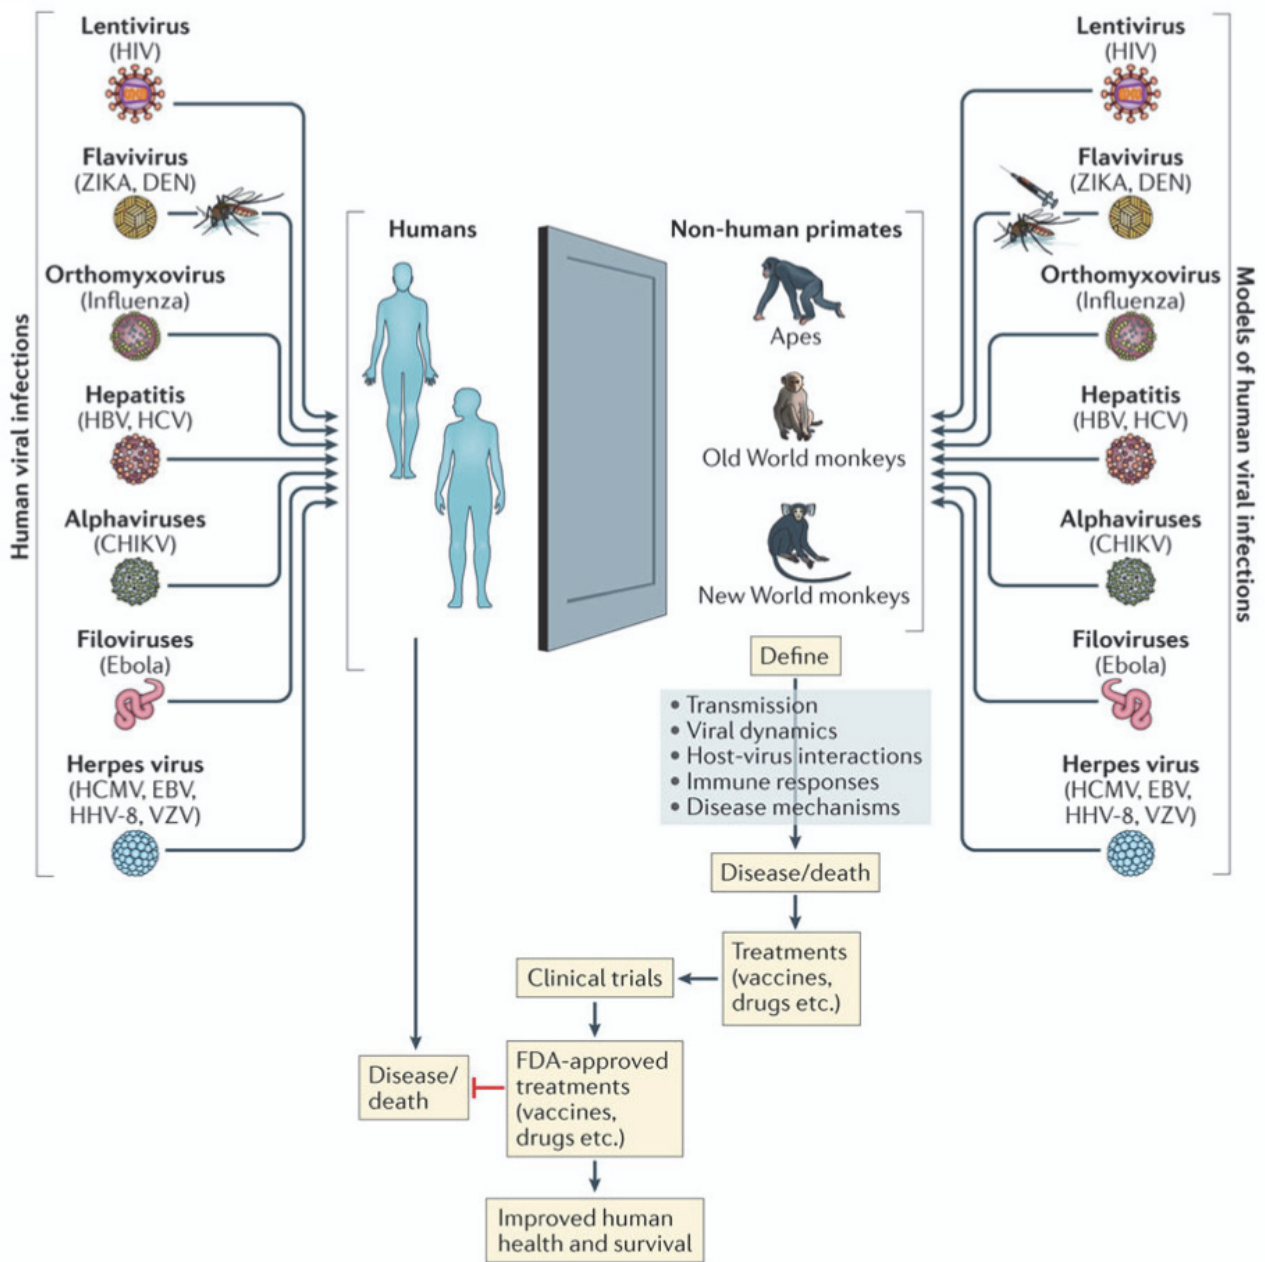 Human viral infections
Lentivirus
(HIV)
Flavivirus
(ZIKA, DEN)
Orthomyxovirus
(Influenza)
Hepatitis
(HBV, HCV)
Alphaviruses
(CHIKV)
Filoviruses
(Ebola)
Herpes virus
(HCMV, EBV,
HHV-8, VZV)
Humans
Non-human primates
Apes
Old World monkeys
New World monkeys
Lentivirus
(HIV)
Flavivirus
(ZIKA, DEN)
Orthomyxovirus
(Influenza)
Hepatitis
(HBV, HCV)
Alphaviruses
(CHIKV)
Filoviruses
(Ebola)
Herpes virus
(HCMV, EBV,
HHV-8, VZV)
Models of human viral infections
Define
• Transmission
• Viral dynamics
• Host-virus interactions
• Immune responses
• Disease mechanisms
Disease/death
Treatments
(vaccines,
drugs etc.)
Clinical trials
FDA-approved
treatments
(vaccines,
drugs etc.)
Disease/
death
Improved human
health and survival